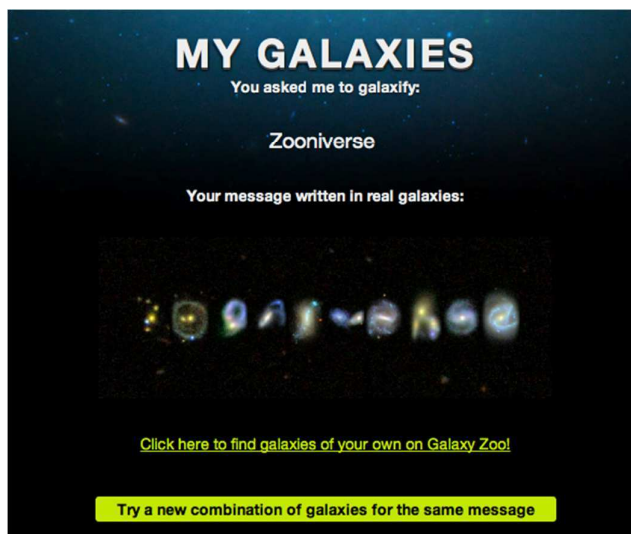 MY GALAXIES
You asked me to galaxify:
Zooniverse
Your message written in real galaxies:
Click here to find galaxies of your own on Galaxy Zoo!
Try a new combination of galaxies for the same message